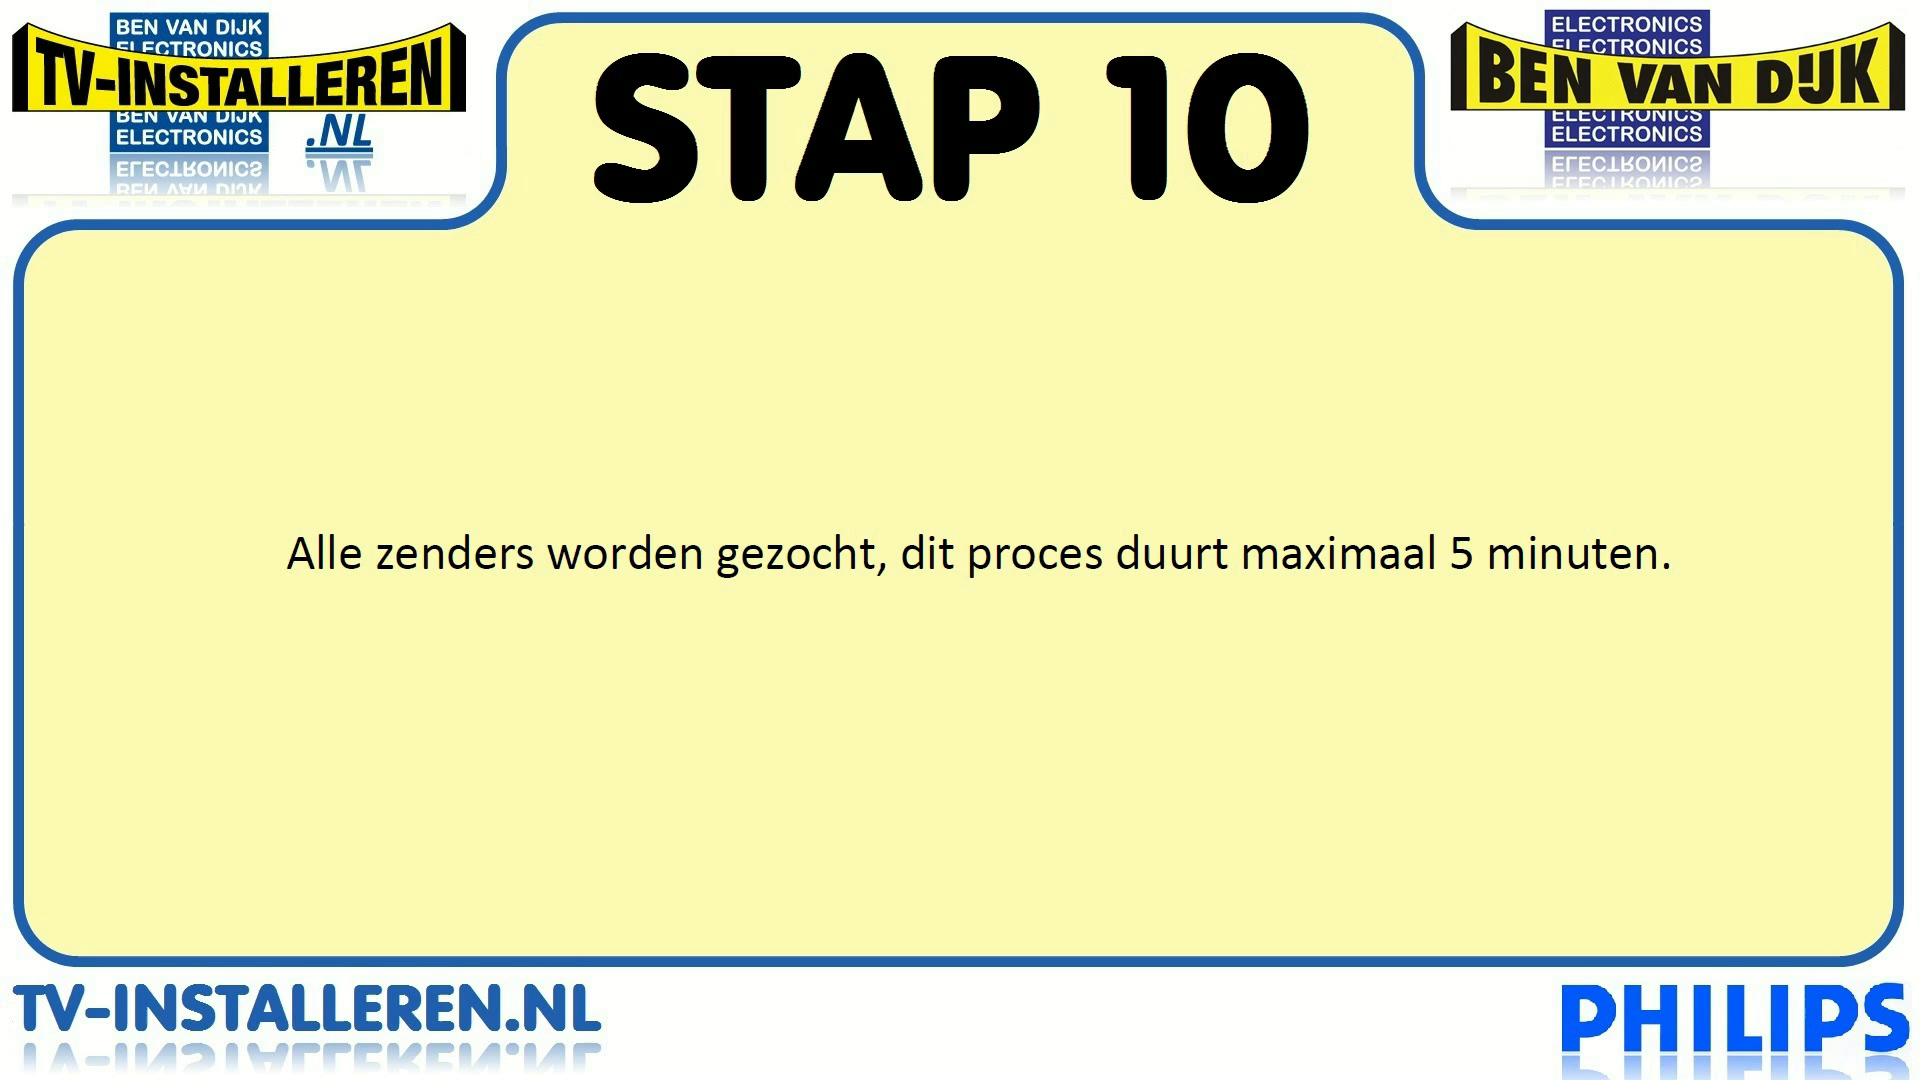 BEN VAN DIJK
ELECTRONICS
TV-INSTALLEREN
BEN VAN DIJK
ELECTRONICS
.NL
STAP 10
ELECTRONICS
ELECTRONICS
BEN VAN DIJK
ELECTRONICS
ELECTRONICS
Alle zenders worden gezocht, dit proces duurt maximaal 5 minuten.
TV-INSTALLEREN.NL
PHILIPS